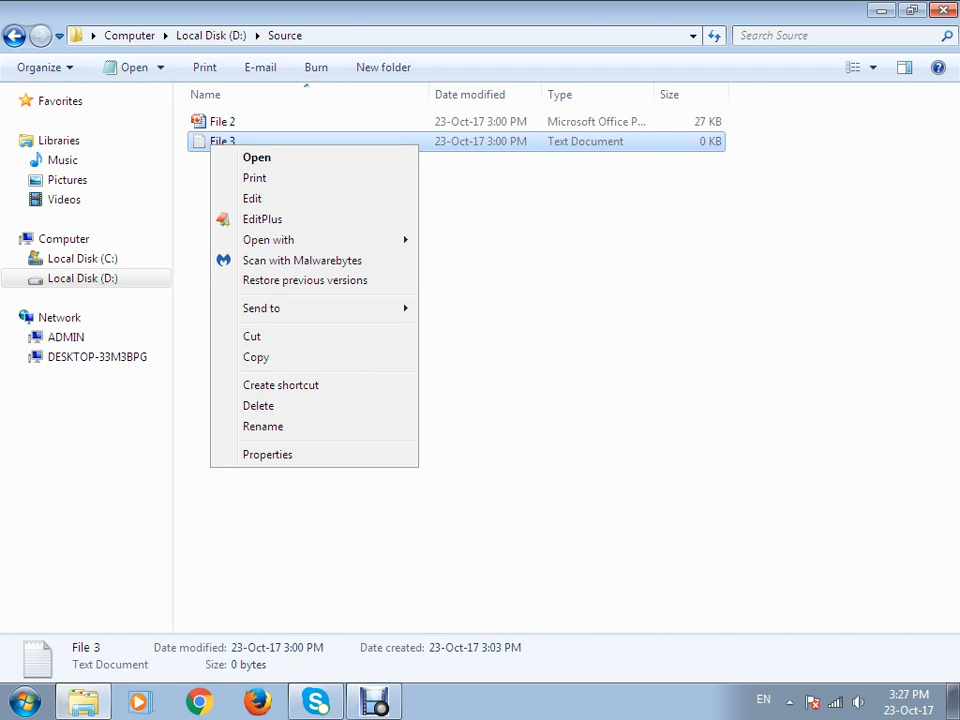 Computer Local Disk (D:) Source Search Source
Organize Open Print E-mail Burn New folder
Name Date modified Type Size
Favorites
Libraries
Music
Pictures
Videos
Computer
Local Disk (C:)
Local Disk (D:)
Network
ADMIN
DESKTOP-33M3BPG
File 2 23-Oct-17 3:00 PM Microsoft Office P... 27 KB
File 3 23-Oct-17 3:00 PM Text Document 0 KB
Open
Print
Edit
EditPlus
Open with
Scan with Malwarebytes
Restore previous versions
Send to
Cut
Copy
Create shortcut
Delete
Rename
Properties
File 3 Date modified: 23-Oct-17 3:00 PM Date created: 23-Oct-17 3:03 PM
Text Document Size: 0 bytes
EN 3:27 PM
23-Oct-17